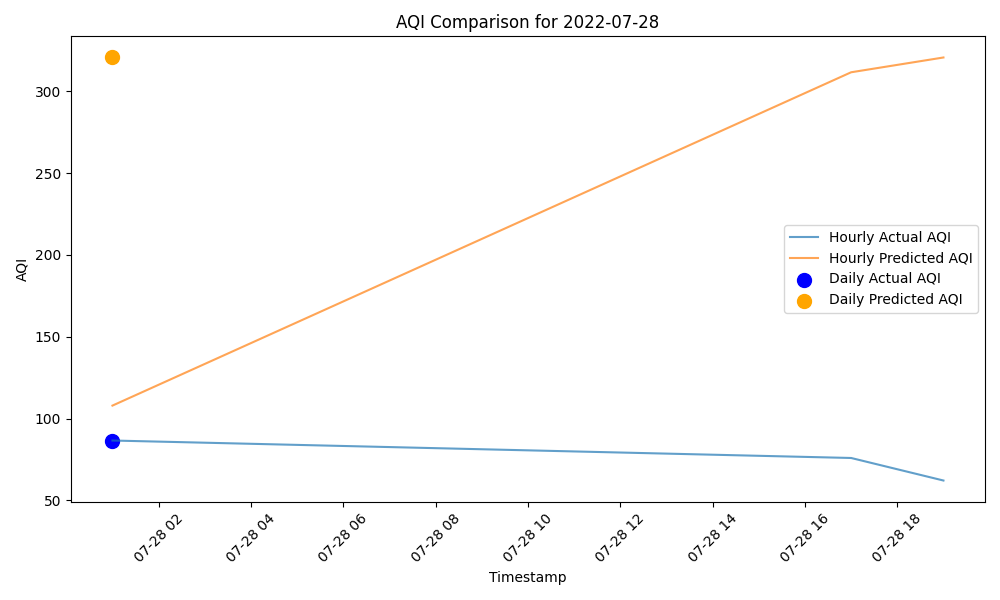 AQI Comparison for 2022-07-28
AQI
300
250
200
150
100
50
Hourly Actual AQI
Hourly Predicted AQI
Daily Actual AQI
Daily Predicted AQI
07-28 02
07-28 04
07-28 06
07-28 08
07-28 10
07-28 12
07-28 14
07-28 16
07-28 18
Timestamp